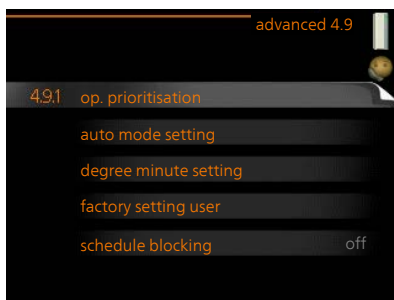 advanced 4.9
4.9.1 op. prioritisation
auto mode setting
degree minute setting
factory setting user
schedule blocking off